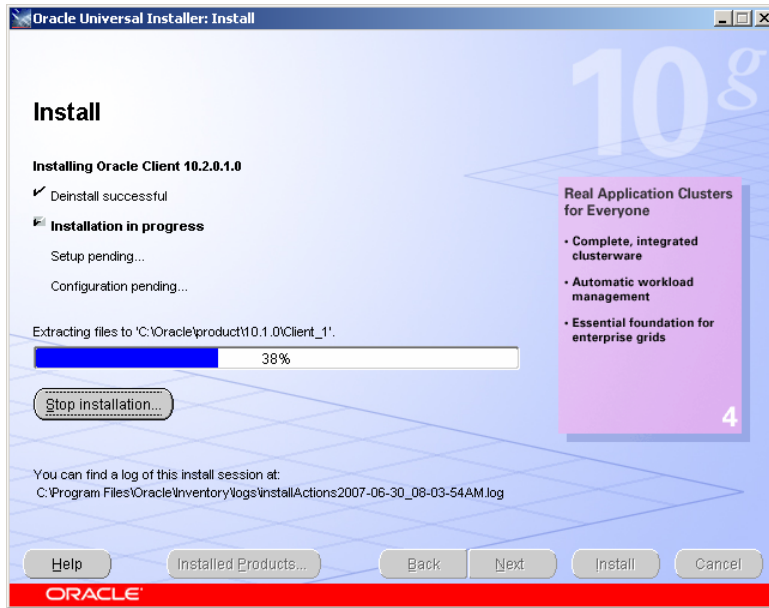 Oracle Universal Installer: Install
10g
Install
Installing Oracle Client 10.2.0.1.0
Deinstall successful
Installation in progress
Setup pending...
Configuration pending...
Extracting files to 'C:\Oracle\product\10.1.0\Client_1'.
38%
Stop installation...
Real Application Clusters
for Everyone
• Complete, integrated
clusterware
• Automatic workload
management
• Essential foundation for
enterprise grids
4
You can find a log of this install session at:
C:\Program Files\Oracle\Inventory\logs\installActions2007-06-30_08-03-54AM.log
Help Installed Products... Back Next Install Cancel
ORACLE